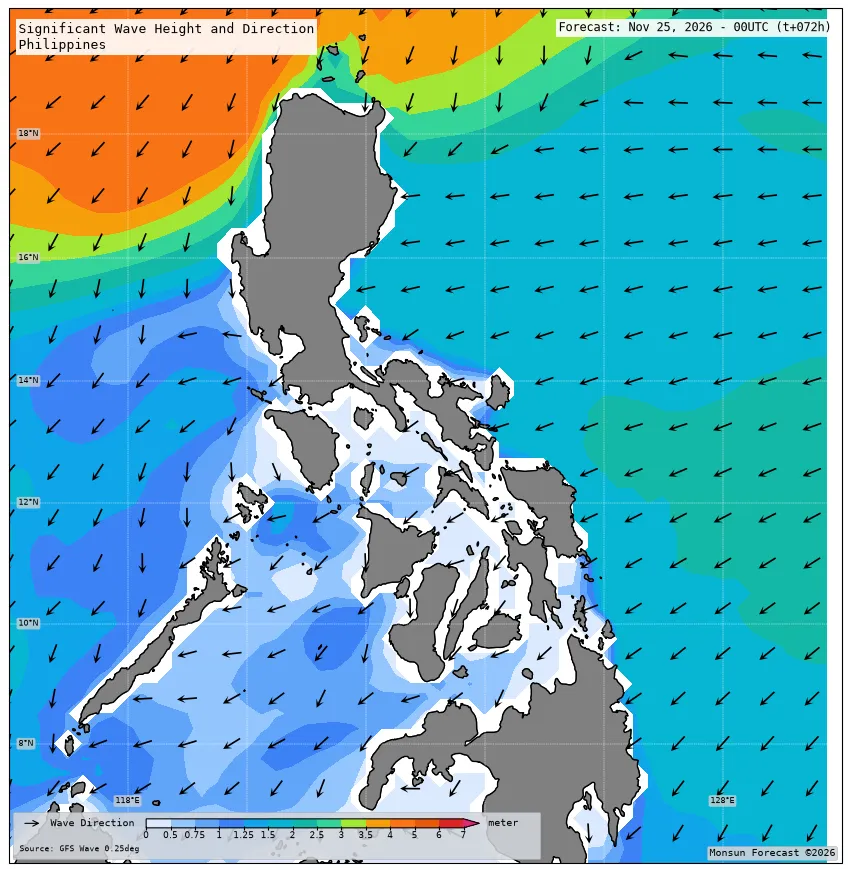 Significant Wave Height and Direction
Philippines
Forecast: Nov 25, 2026 - 00UTC (t+072h)
18°N
16°N
14°N
12°N
10°N
8°N
118°E
128°E
Wave Direction
meter
0 0.5 0.75 1 1.25 1.5 2 2.5 3 3.5 4 5 6 7
Source: GFS Wave 0.25deg
Monsun Forecast ©2026